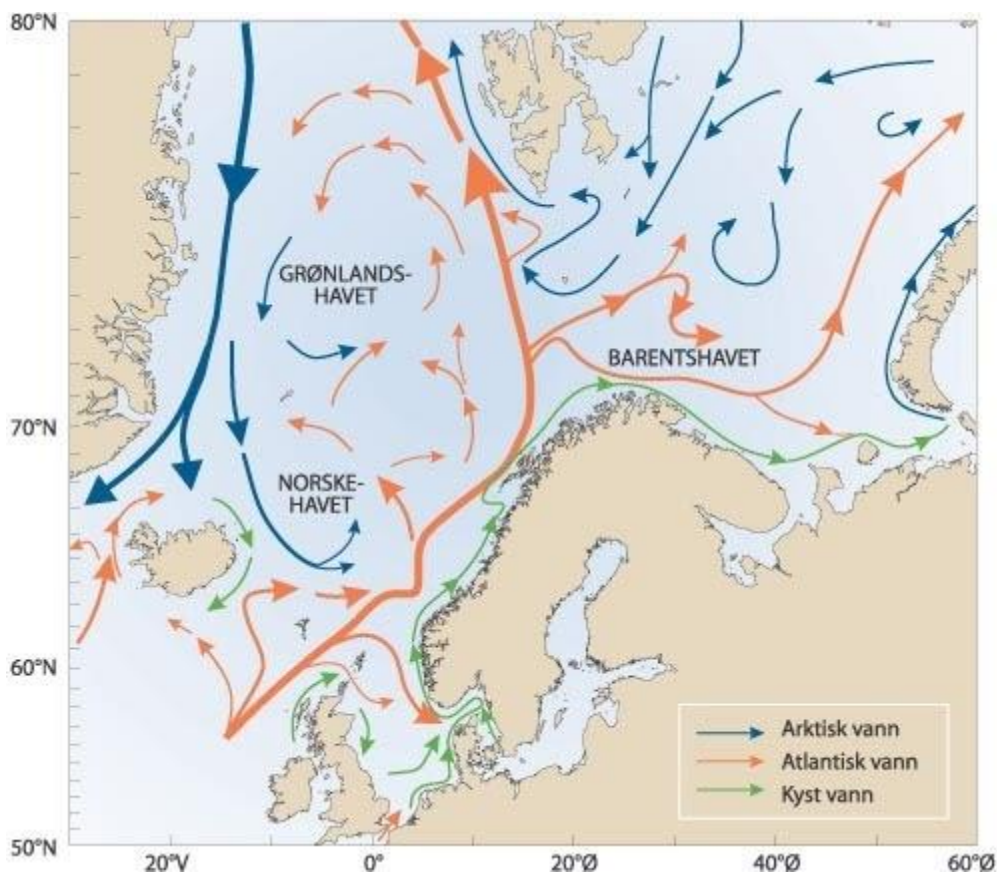 80°N
GRØNLANDS-
HAVET
BARENTSHAVET
70°N
NORSKE-
HAVET
60°N
Arktisk vann
Atlantisk vann
Kyst vann
50°N
20°V
0°
20°Ø
40°Ø
60°Ø